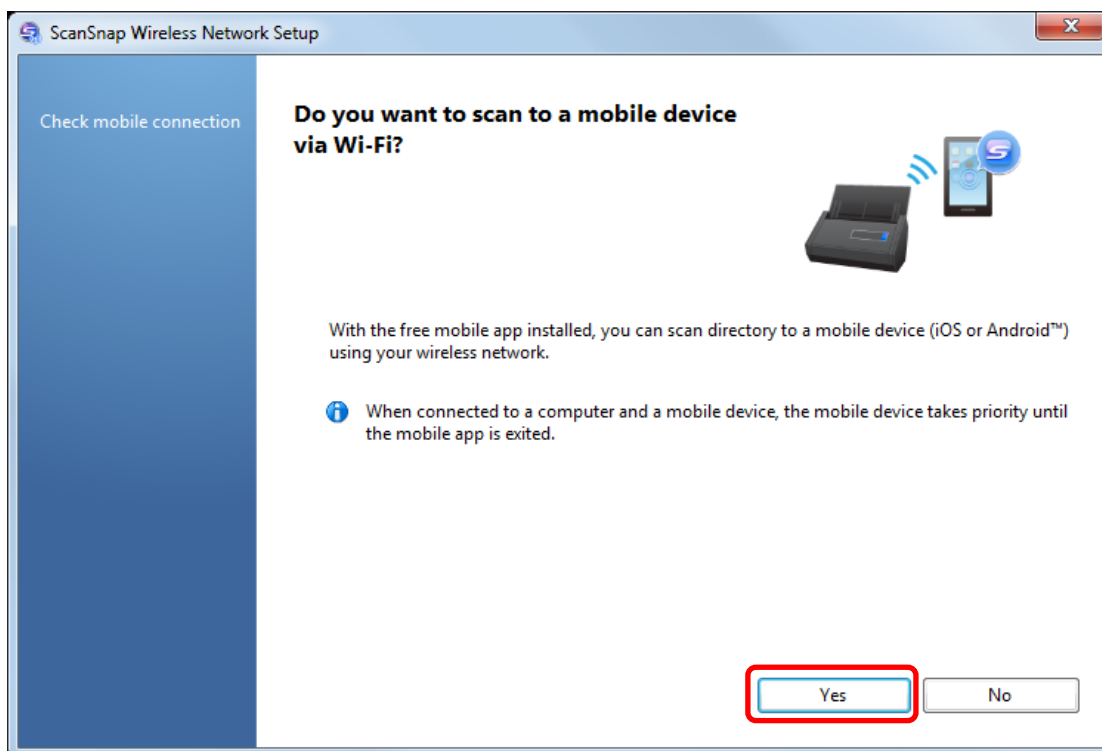 ScanSnap Wireless Network Setup
Check mobile connection
Do you want to scan to a mobile device
via Wi-Fi?
With the free mobile app installed, you can scan directory to a mobile device (iOS or Android™)
using your wireless network.
When connected to a computer and a mobile device, the mobile device takes priority until
the mobile app is exited.
Yes
No